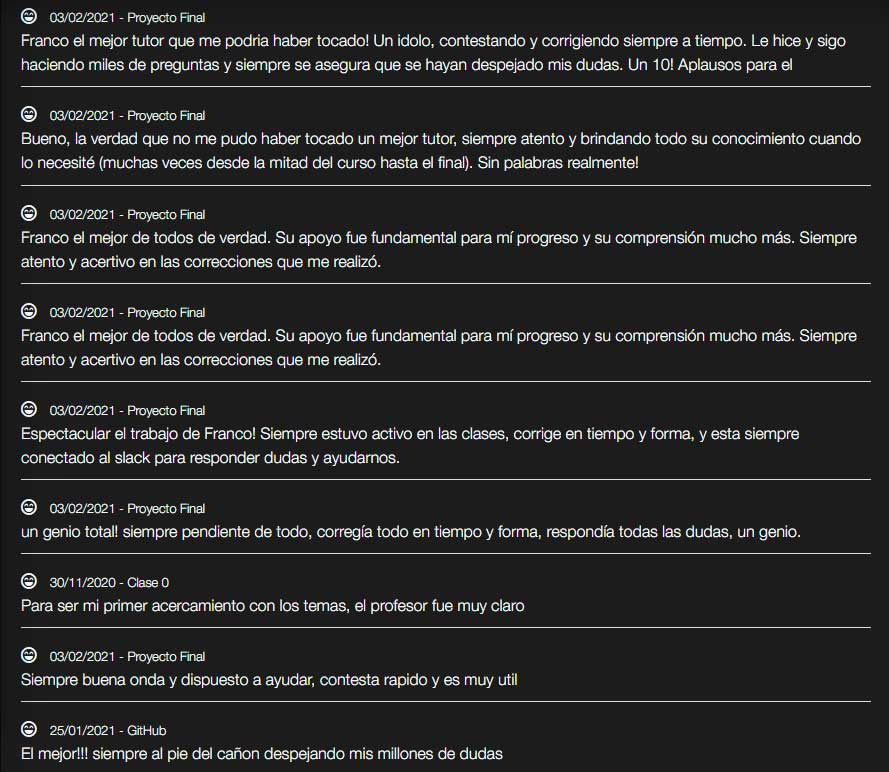 03/02/2021 - Proyecto Final
Franco el mejor tutor que me podria haber tocado! Un idolo, contestando y corrigiendo siempre a tiempo. Le hice y sigo
haciendo miles de preguntas y siempre se asegura que se hayan despejado mis dudas. Un 10! Aplausos para el
03/02/2021 - Proyecto Final
Bueno, la verdad que no me pudo haber tocado un mejor tutor, siempre atento y brindando todo su conocimiento cuando
lo necesité (muchas veces desde la mitad del curso hasta el final). Sin palabras realmente!
03/02/2021 - Proyecto Final
Franco el mejor de todos de verdad. Su apoyo fue fundamental para mí progreso y su comprensión mucho más. Siempre
atento y acertivo en las correcciones que me realizó.
03/02/2021 - Proyecto Final
Franco el mejor de todos de verdad. Su apoyo fue fundamental para mí progreso y su comprensión mucho más. Siempre
atento y acertivo en las correcciones que me realizó.
03/02/2021 - Proyecto Final
Espectacular el trabajo de Franco! Siempre estuvo activo en las clases, corrige en tiempo y forma, y esta siempre
conectado al slack para responder dudas y ayudarnos.
03/02/2021 - Proyecto Final
un genio total! siempre pendiente de todo, corregía todo en tiempo y forma, respondía todas las dudas, un genio.
30/11/2020 - Clase 0
Para ser mi primer acercamiento con los temas, el profesor fue muy claro
03/02/2021 - Proyecto Final
Siempre buena onda y dispuesto a ayudar, contesta rapido y es muy util
25/01/2021 - GitHub
El mejor!!! siempre al pie del cañon despejando mis millones de dudas